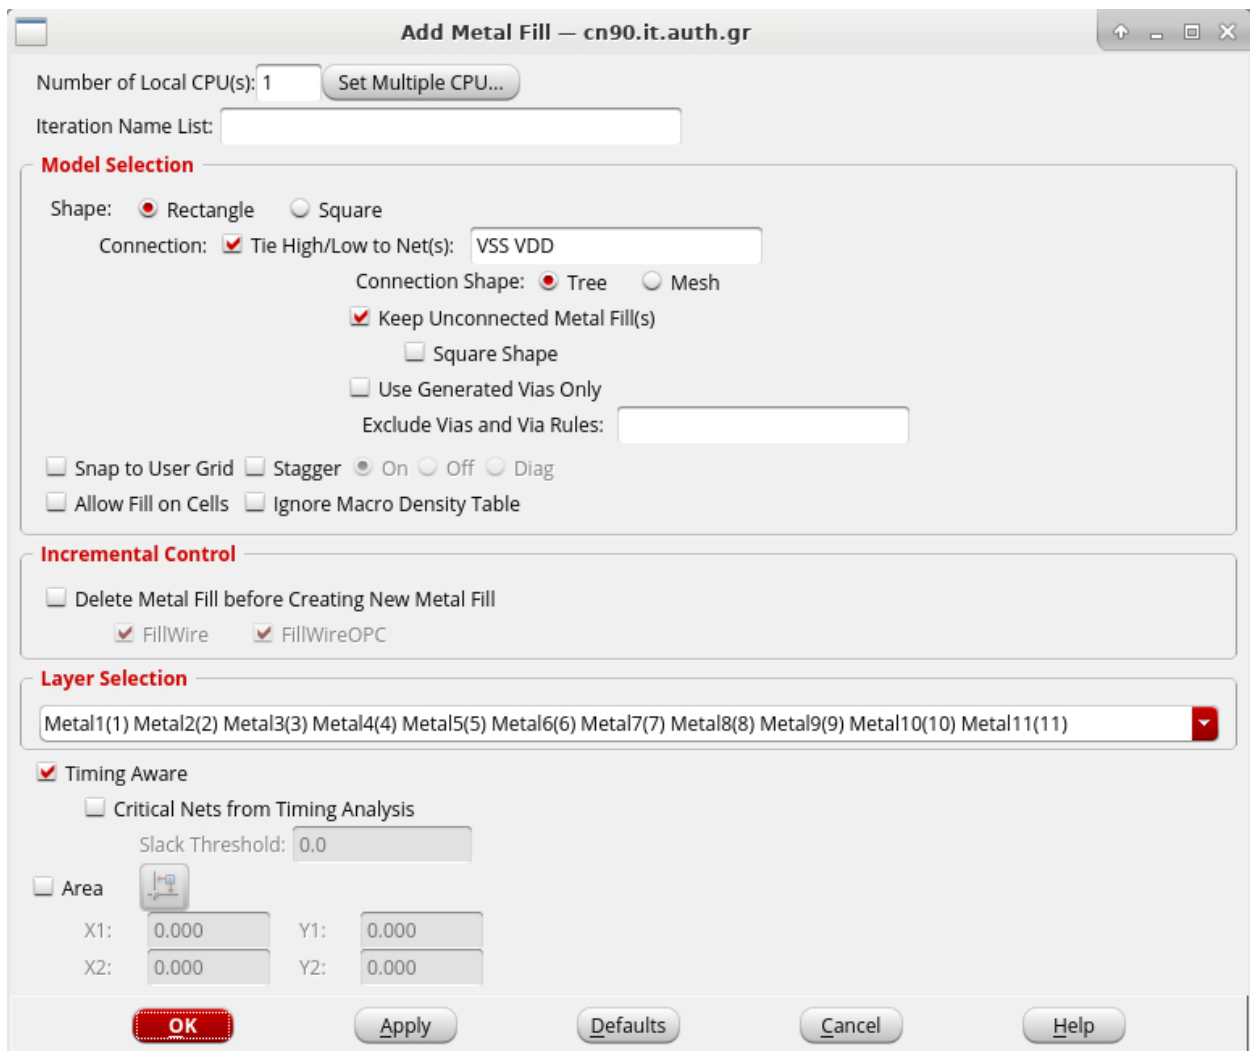 Add Metal Fill — cn90.it.auth.gr
Number of Local CPU(s): 1 Set Multiple CPU...
Iteration Name List:
Model Selection
Shape: Rectangle Square
Connection: Tie High/Low to Net(s): VSS VDD
Connection Shape: Tree Mesh
Keep Unconnected Metal Fill(s)
Square Shape
Use Generated Vias Only
Exclude Vias and Via Rules:
Snap to User Grid Stagger On Off Diag
Allow Fill on Cells Ignore Macro Density Table
Incremental Control
Delete Metal Fill before Creating New Metal Fill
FillWire FillWireOPC
Layer Selection
Metal1(1) Metal2(2) Metal3(3) Metal4(4) Metal5(5) Metal6(6) Metal7(7) Metal8(8) Metal9(9) Metal10(10) Metal11(11)
Timing Aware
Critical Nets from Timing Analysis
Slack Threshold: 0.0
Area
X1: 0.000 Y1: 0.000
X2: 0.000 Y2: 0.000
OK Apply Defaults Cancel Help